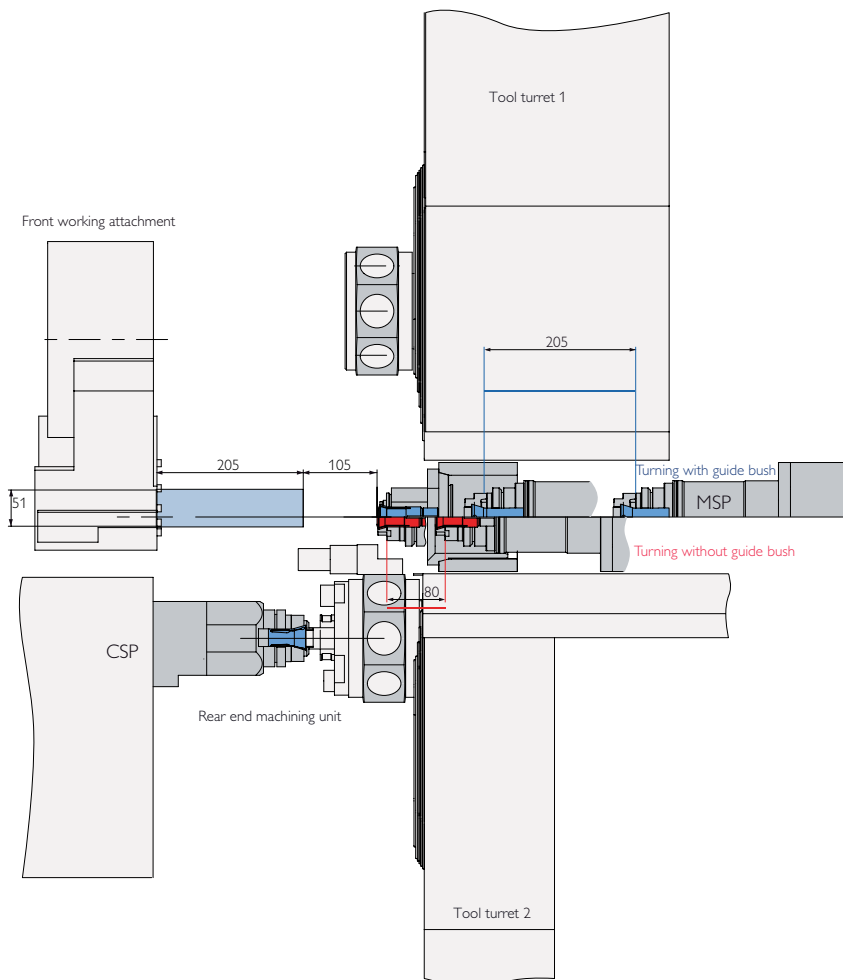 Tool turret 1
Front working attachment
205
205
105
51
Turning with guide bush
MSP
Turning without guide bush
80
CSP
Rear end machining unit
Tool turret 2